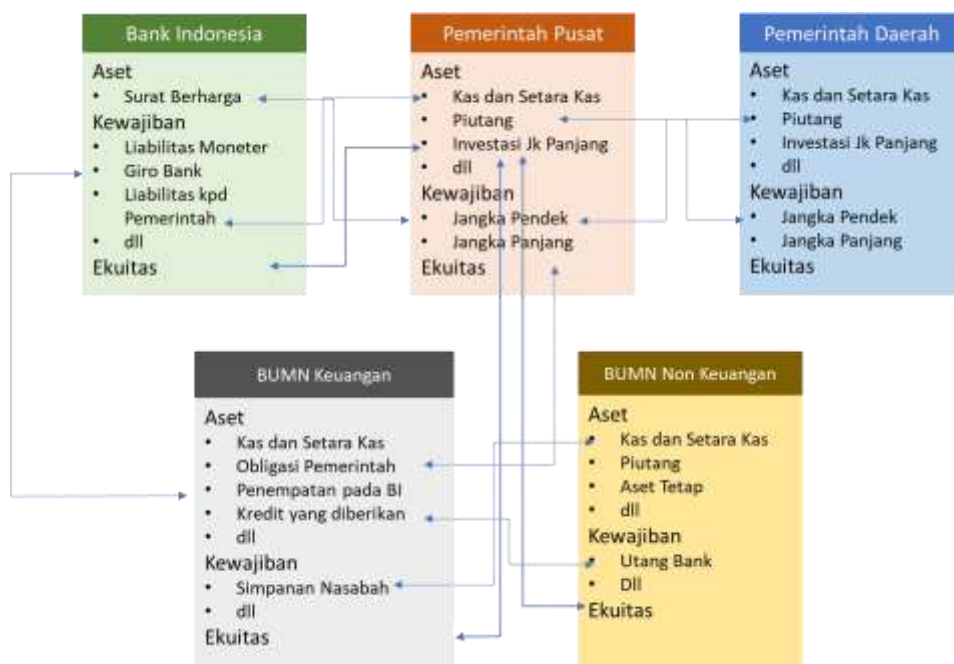 Bank Indonesia
Aset
• Surat Berharga
Kewajiban
• Liabilitas Moneter
• Giro Bank
• Liabilitas kpd
Pemerintah
• dll
Ekuitas
Pemerintah Pusat
Aset
• Kas dan Setara Kas
• Piutang
• Investasi Jk Panjang
• dll
Kewajiban
• Jangka Pendek
• Jangka Panjang
Ekuitas
Pemerintah Daerah
Aset
• Kas dan Setara Kas
• Piutang
• Investasi Jk Panjang
• dll
Kewajiban
• Jangka Pendek
• Jangka Panjang
Ekuitas
BUMN Keuangan
Aset
• Kas dan Setara Kas
• Obligasi Pemerintah
• Penempatan pada BI
• Kredit yang diberikan
• dll
Kewajiban
• Simpanan Nasabah
• dll
Ekuitas
BUMN Non Keuangan
Aset
• Kas dan Setara Kas
• Piutang
• Aset Tetap
• dll
Kewajiban
• Utang Bank
• Dll
Ekuitas